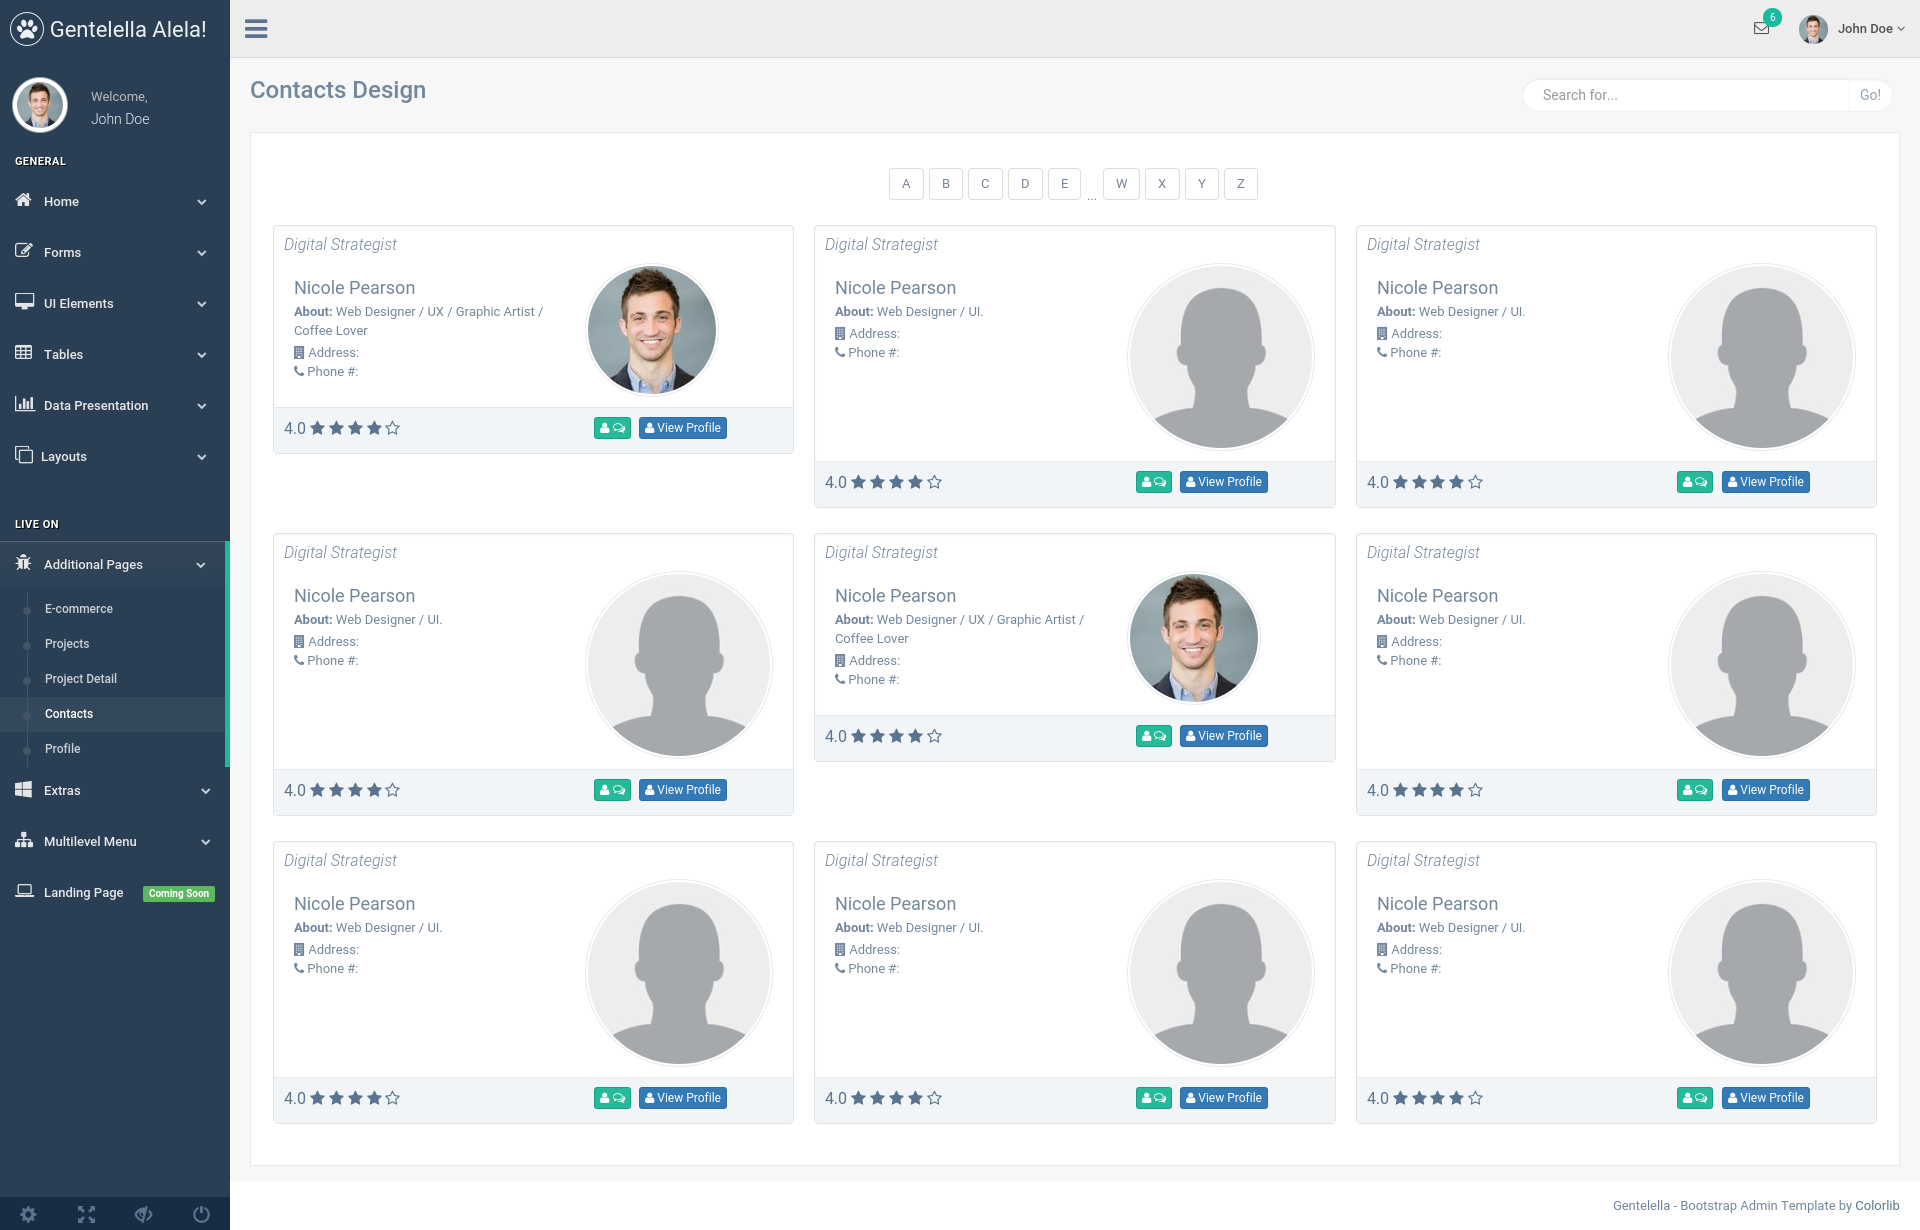 Gentelella Alela!
6
John Doe
Welcome,
John Doe
GENERAL
Home
Forms
UI Elements
Tables
Data Presentation
Layouts
LIVE ON
Additional Pages
E-commerce
Projects
Project Detail
Contacts
Profile
Extras
Multilevel Menu
Landing Page Coming Soon
Contacts Design
Search for... Go!
A B C D E ... W X Y Z
Digital Strategist
Nicole Pearson
About: Web Designer / UX / Graphic Artist /
Coffee Lover
Address:
Phone #:
4.0 View Profile
Digital Strategist
Nicole Pearson
About: Web Designer / UI.
Address:
Phone #:
4.0 View Profile
Digital Strategist
Nicole Pearson
About: Web Designer / UI.
Address:
Phone #:
4.0 View Profile
Digital Strategist
Nicole Pearson
About: Web Designer / UI.
Address:
Phone #:
4.0 View Profile
Digital Strategist
Nicole Pearson
About: Web Designer / UX / Graphic Artist /
Coffee Lover
Address:
Phone #:
4.0 View Profile
Digital Strategist
Nicole Pearson
About: Web Designer / UI.
Address:
Phone #:
4.0 View Profile
Digital Strategist
Nicole Pearson
About: Web Designer / UI.
Address:
Phone #:
4.0 View Profile
Digital Strategist
Nicole Pearson
About: Web Designer / UI.
Address:
Phone #:
4.0 View Profile
Digital Strategist
Nicole Pearson
About: Web Designer / UI.
Address:
Phone #:
4.0 View Profile
Gentelella - Bootstrap Admin Template by Colorlib